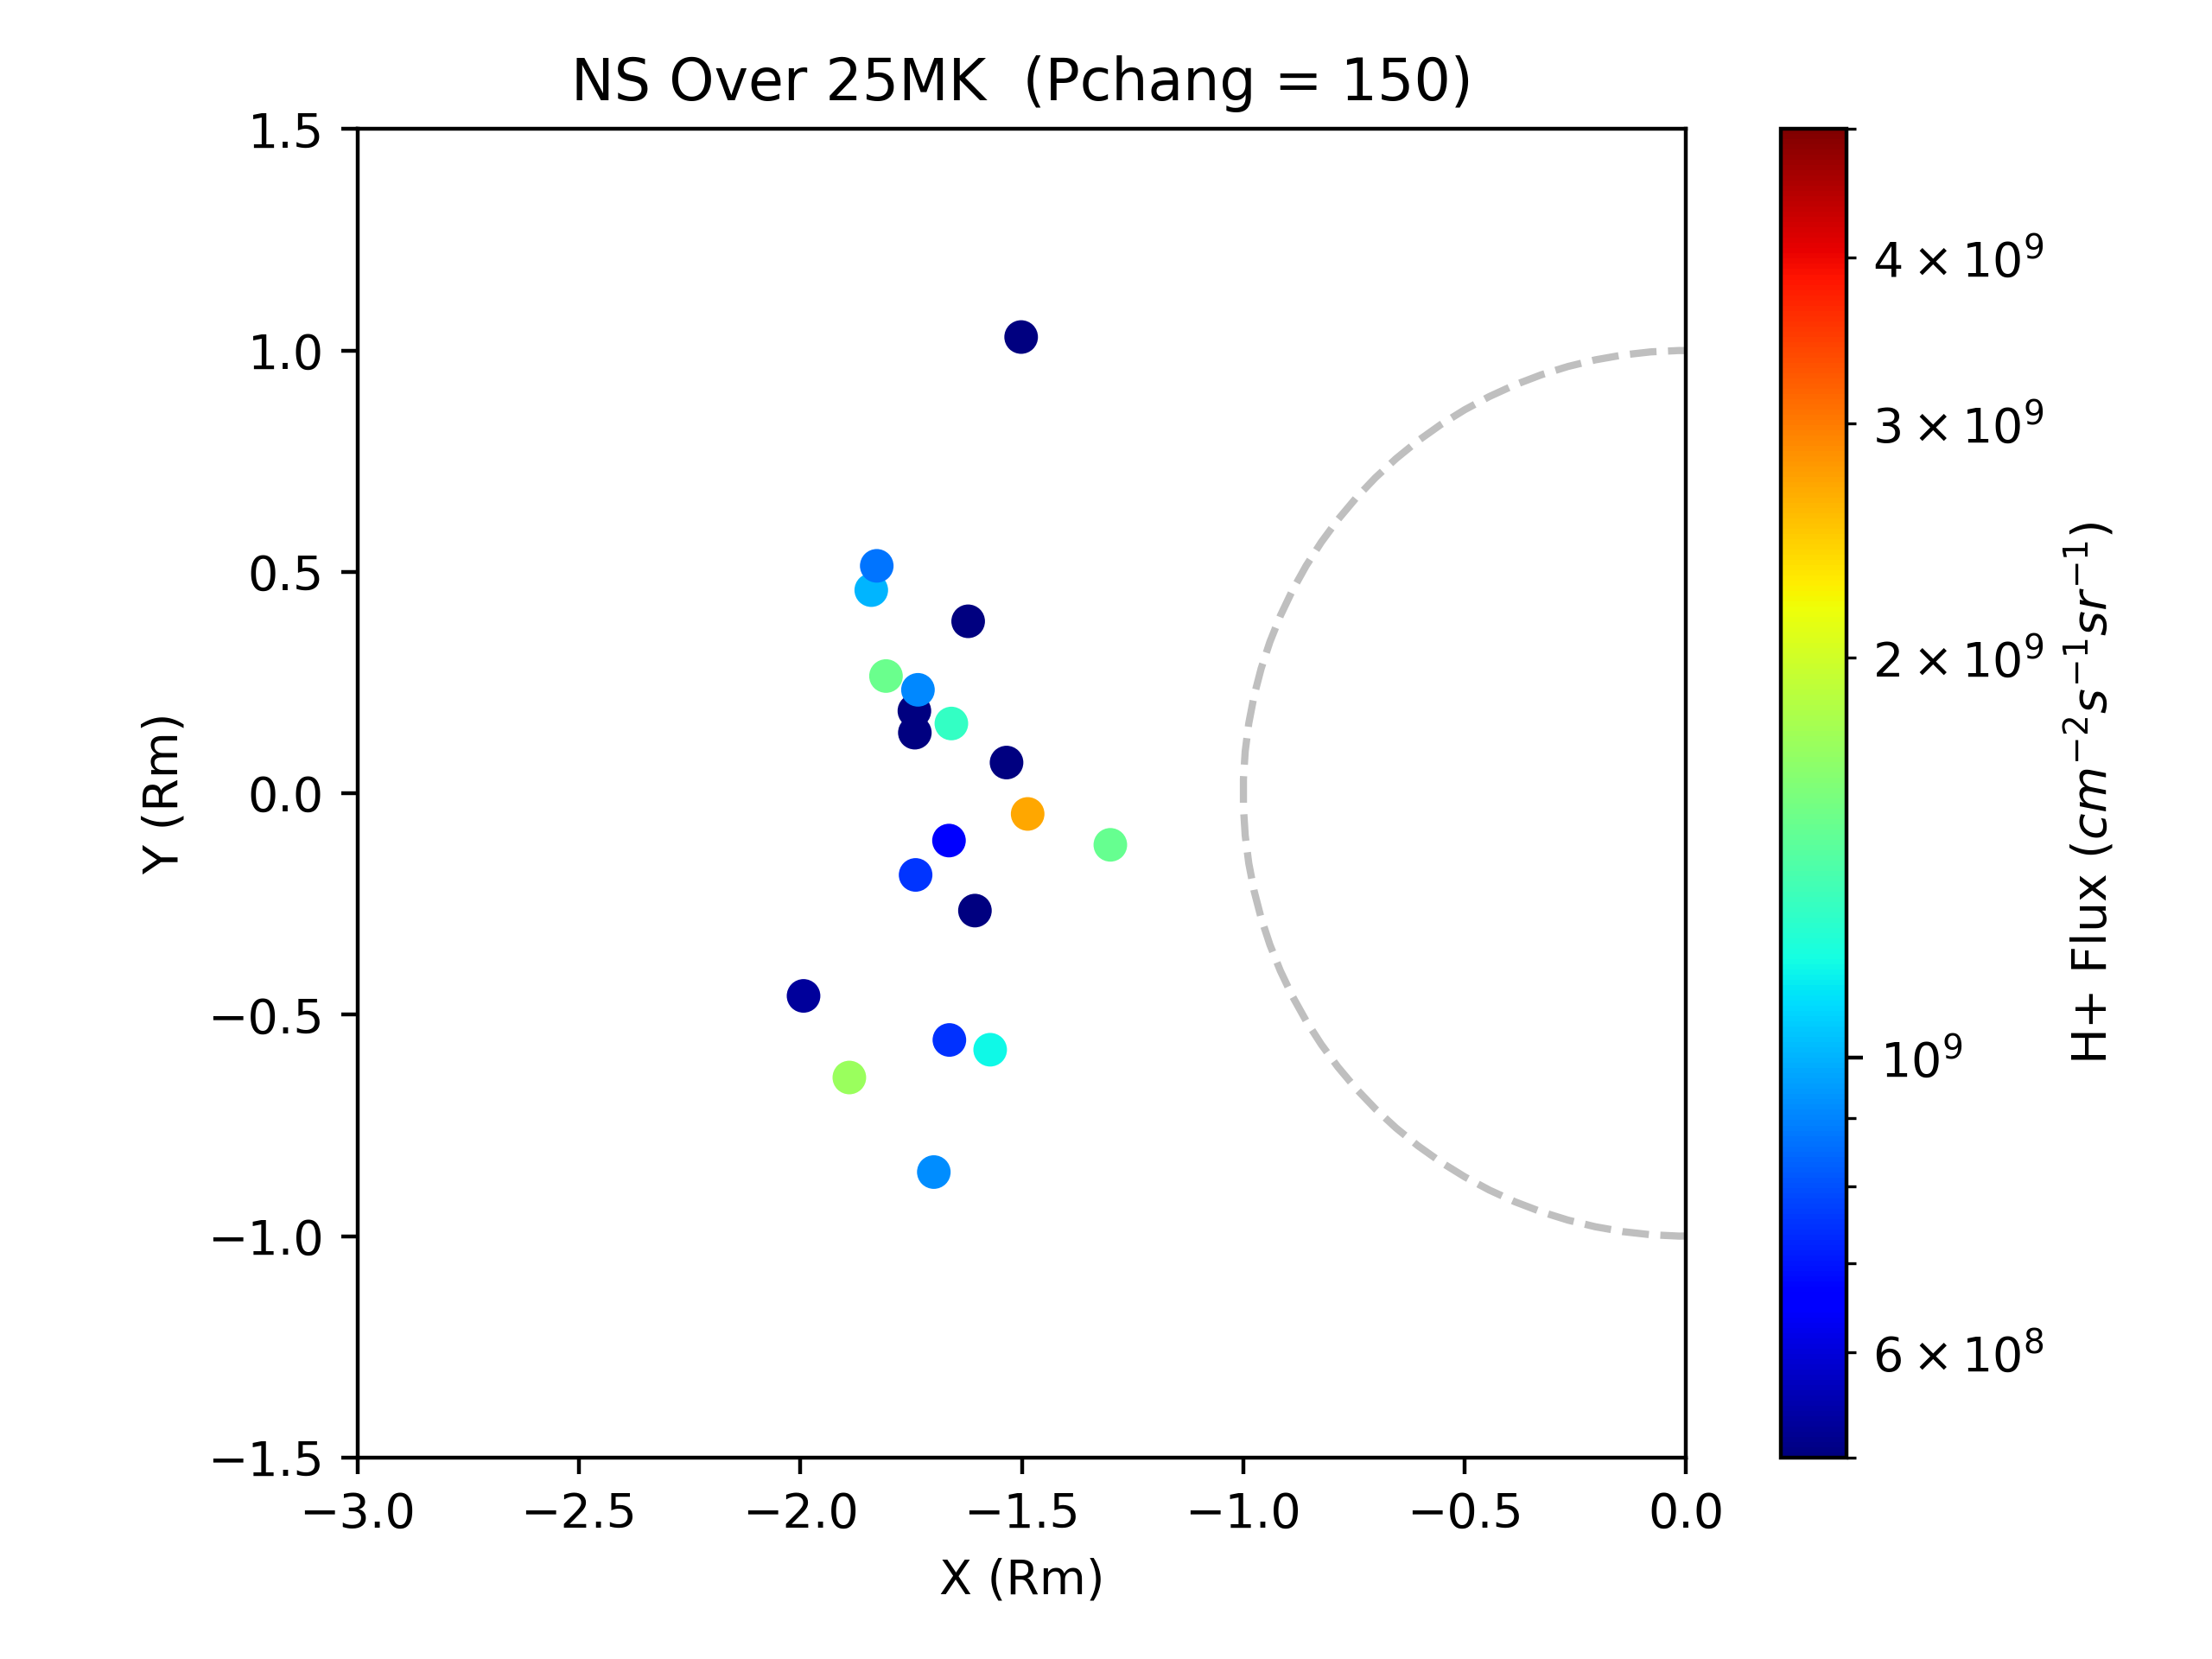 NS Over 25MK  (Pchang = 150)
1.5
1.0
0.5
0.0
−0.5
−1.0
−1.5
Y (Rm)
−3.0
−2.5
−2.0
−1.5
−1.0
−0.5
0.0
X (Rm)
4 × 10⁹
3 × 10⁹
2 × 10⁹
10⁹
6 × 10⁸
H+ Flux (cm⁻²s⁻¹sr⁻¹)